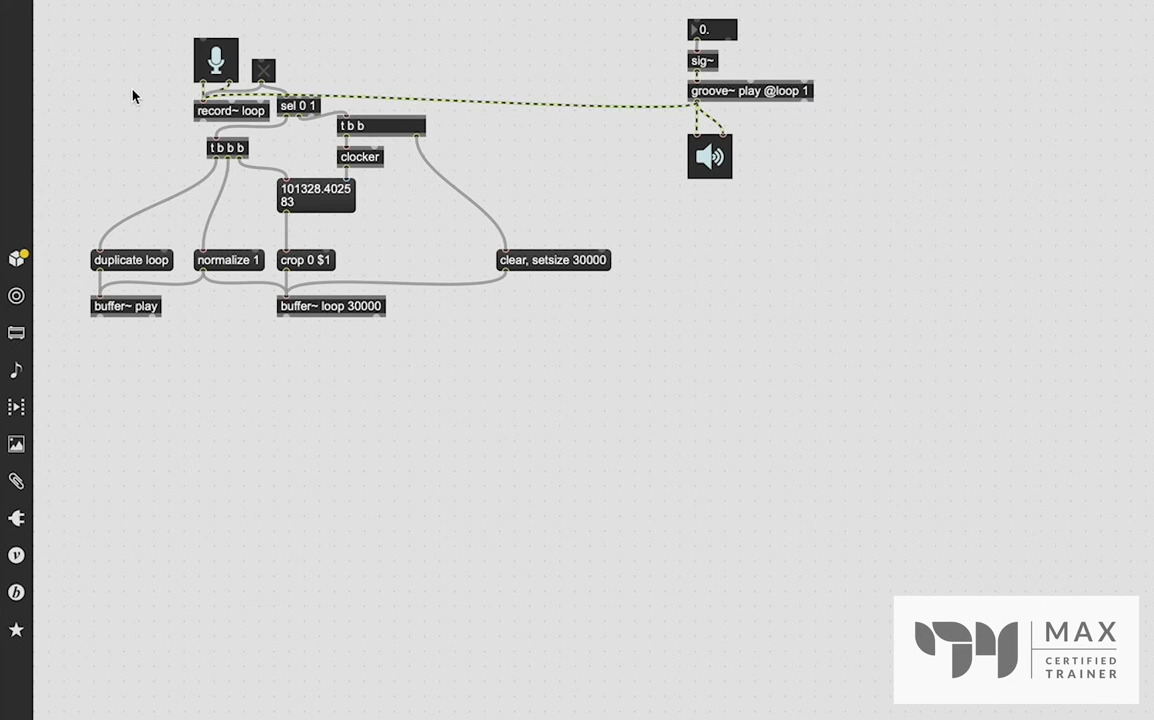 0.
sig~
groove~ play @loop 1
record~ loop
sel 0 1
t b b
t b b b
clocker
101328.4025
83
duplicate loop
normalize 1
crop 0 $1
clear, setsize 30000
buffer~ play
buffer~ loop 30000
MAX
CERTIFIED
TRAINER